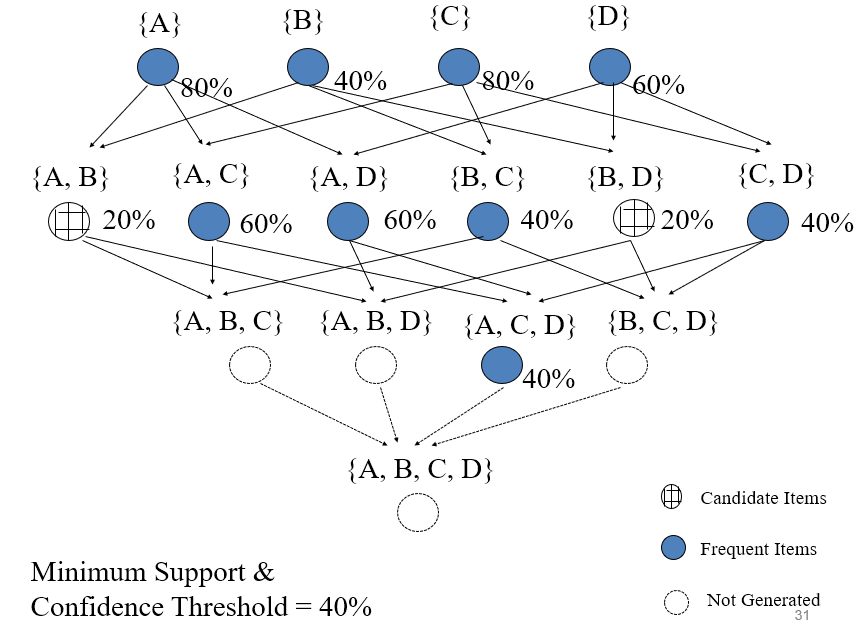 {A} {B} {C} {D}
80% 40% 80% 60%
{A, B} {A, C} {A, D} {B, C} {B, D} {C, D}
20% 60% 60% 40% 20% 40%
{A, B, C} {A, B, D} {A, C, D} {B, C, D}
40%
{A, B, C, D}
Candidate Items
Frequent Items
Not Generated
Minimum Support &
Confidence Threshold = 40%
31